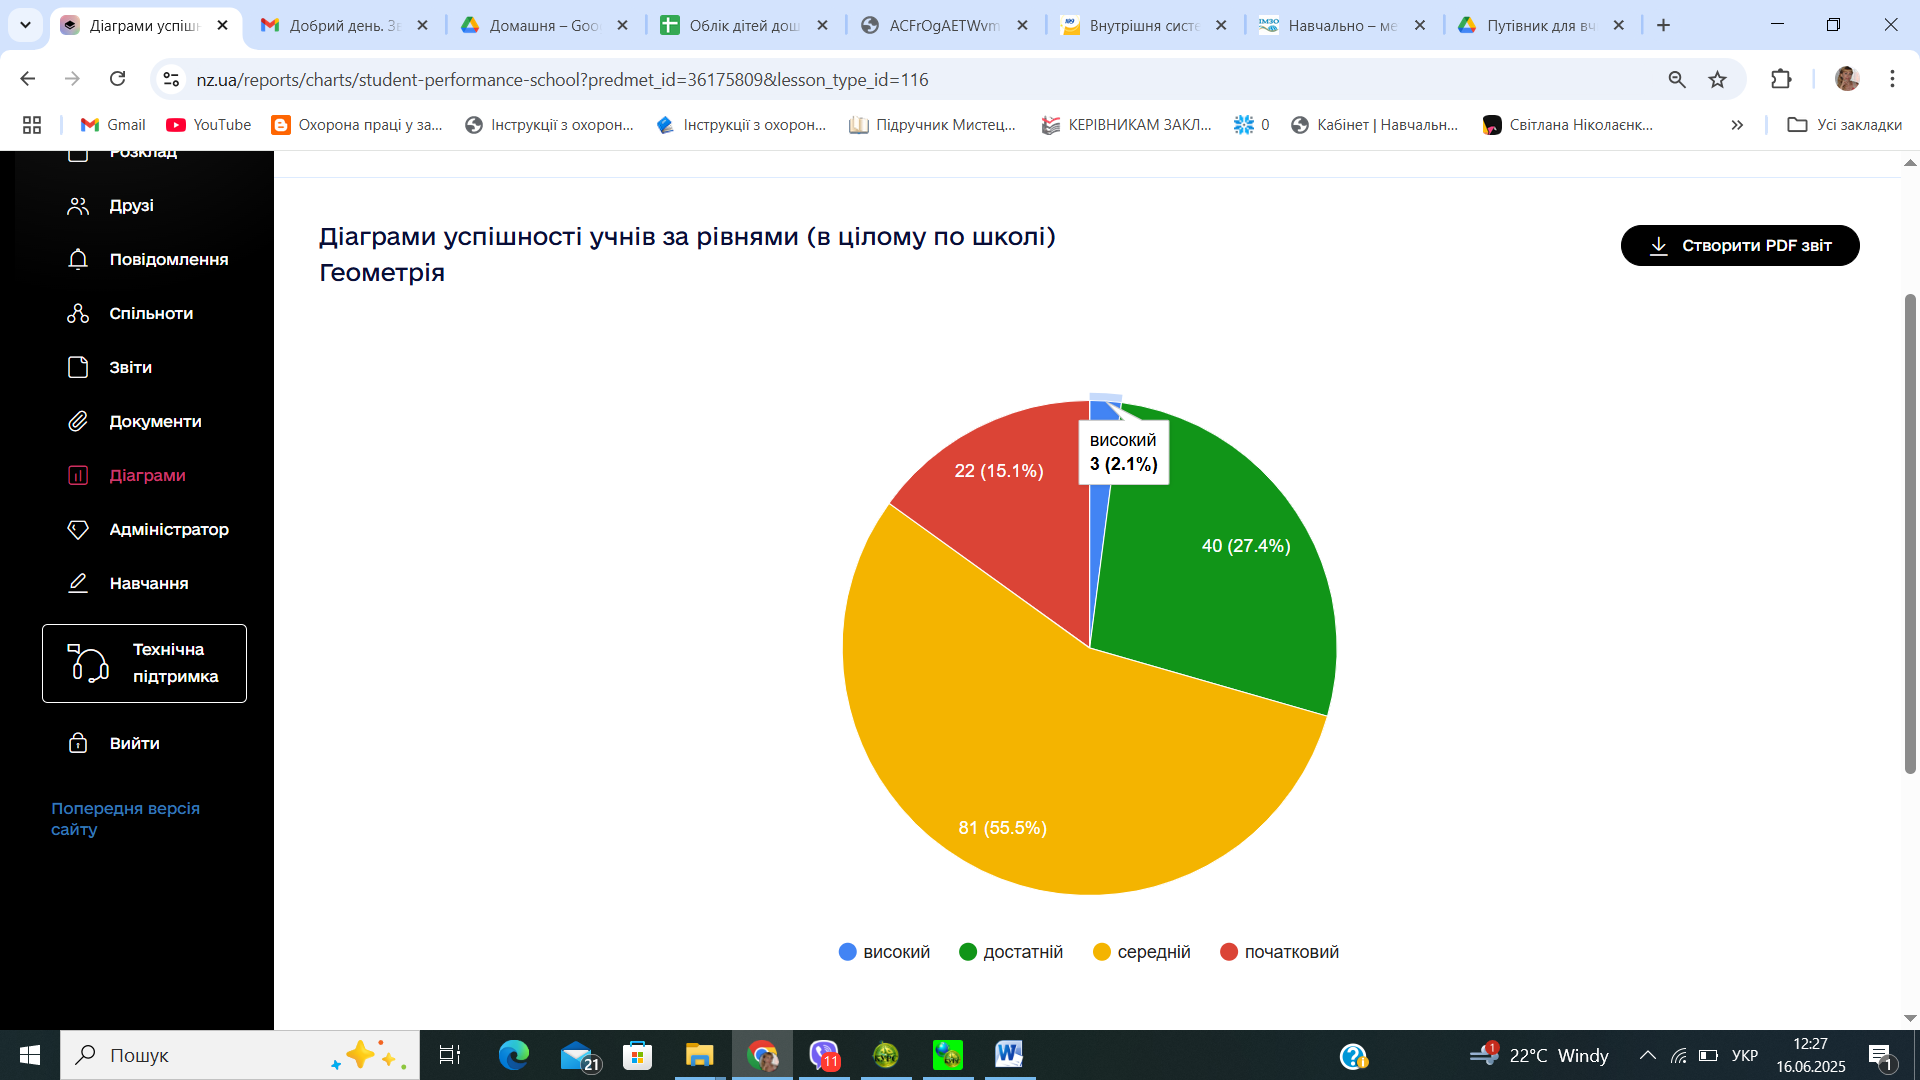 Діаграми успішн
Добрий день. Зв
Домашня – Goo
Облік дітей дош
ACFrOgAETWvm
Внутрішня систе
Навчально – ме
Путівник для вч
nz.ua/reports/charts/student-performance-school?predmet_id=36175809&lesson_type_id=116
Gmail
YouTube
Охорона праці у за...
Інструкції з охорон...
Інструкції з охорон...
Підручник Мистец...
КЕРІВНИКАМ ЗАКЛ...
0
Кабінет | Навчальн...
Світлана Ніколаєнк...
Усі закладки
Розклад
Друзі
Повідомлення
Спільноти
Звіти
Документи
Діаграми
Адміністратор
Навчання
Технічна
підтримка
Вийти
Попередня версія
сайту
Діаграми успішності учнів за рівнями (в цілому по школі)
Геометрія
Створити PDF звіт
високий
3 (2.1%)
22 (15.1%)
40 (27.4%)
81 (55.5%)
високий
достатній
середній
початковий
Пошук
21
11
1
22°C Windy
УКР
12:27
16.06.2025
1